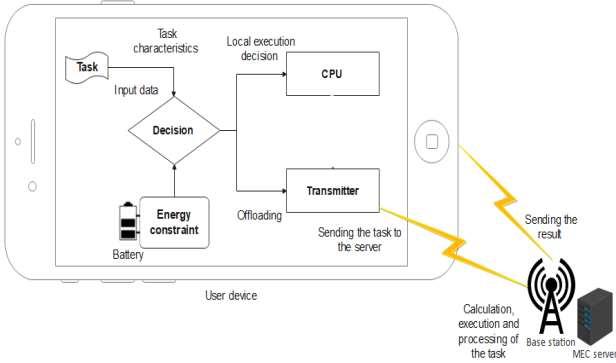 Task
characteristics
Local execution
decision
Task
CPU
Input data
Decision
Energy
constraint
Battery
Offloading
Transmitter
Sending the task to
the server
Sending the
result
User device
Calculation,
execution and
processing of
the task
Base station
MEC server